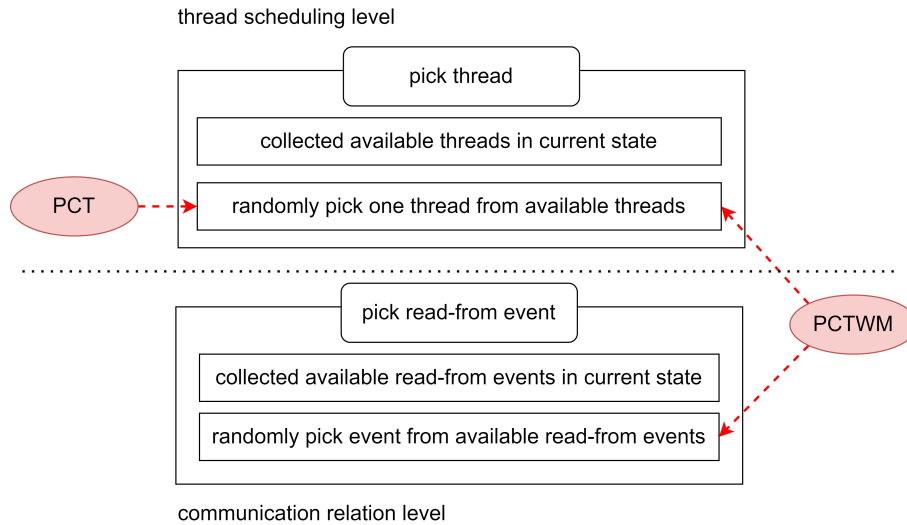 thread scheduling level
pick thread
collected available threads in current state
PCT
randomly pick one thread from available threads
pick read-from event
PCTWM
collected available read-from events in current state
randomly pick event from available read-from events
communication relation level